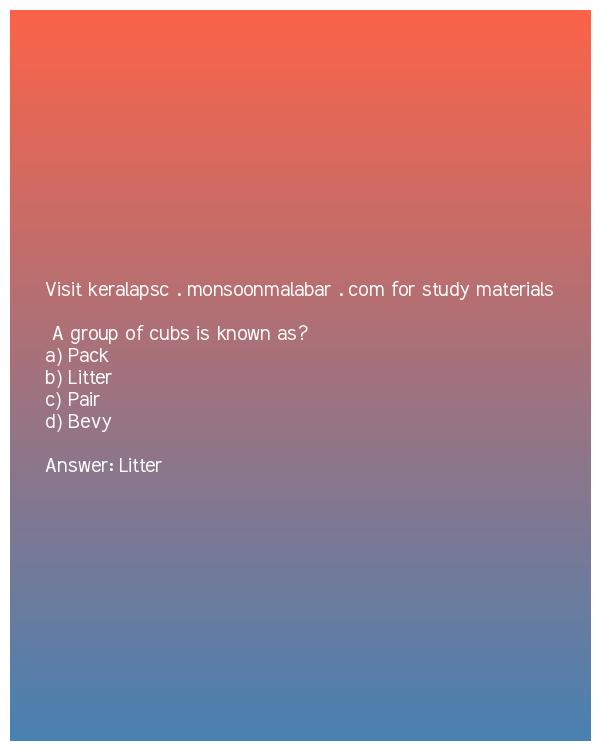 Visit keralapsc . monsoonmalabar . com for study materials
A group of cubs is known as?
a) Pack
b) Litter
c) Pair
d) Bevy
Answer: Litter